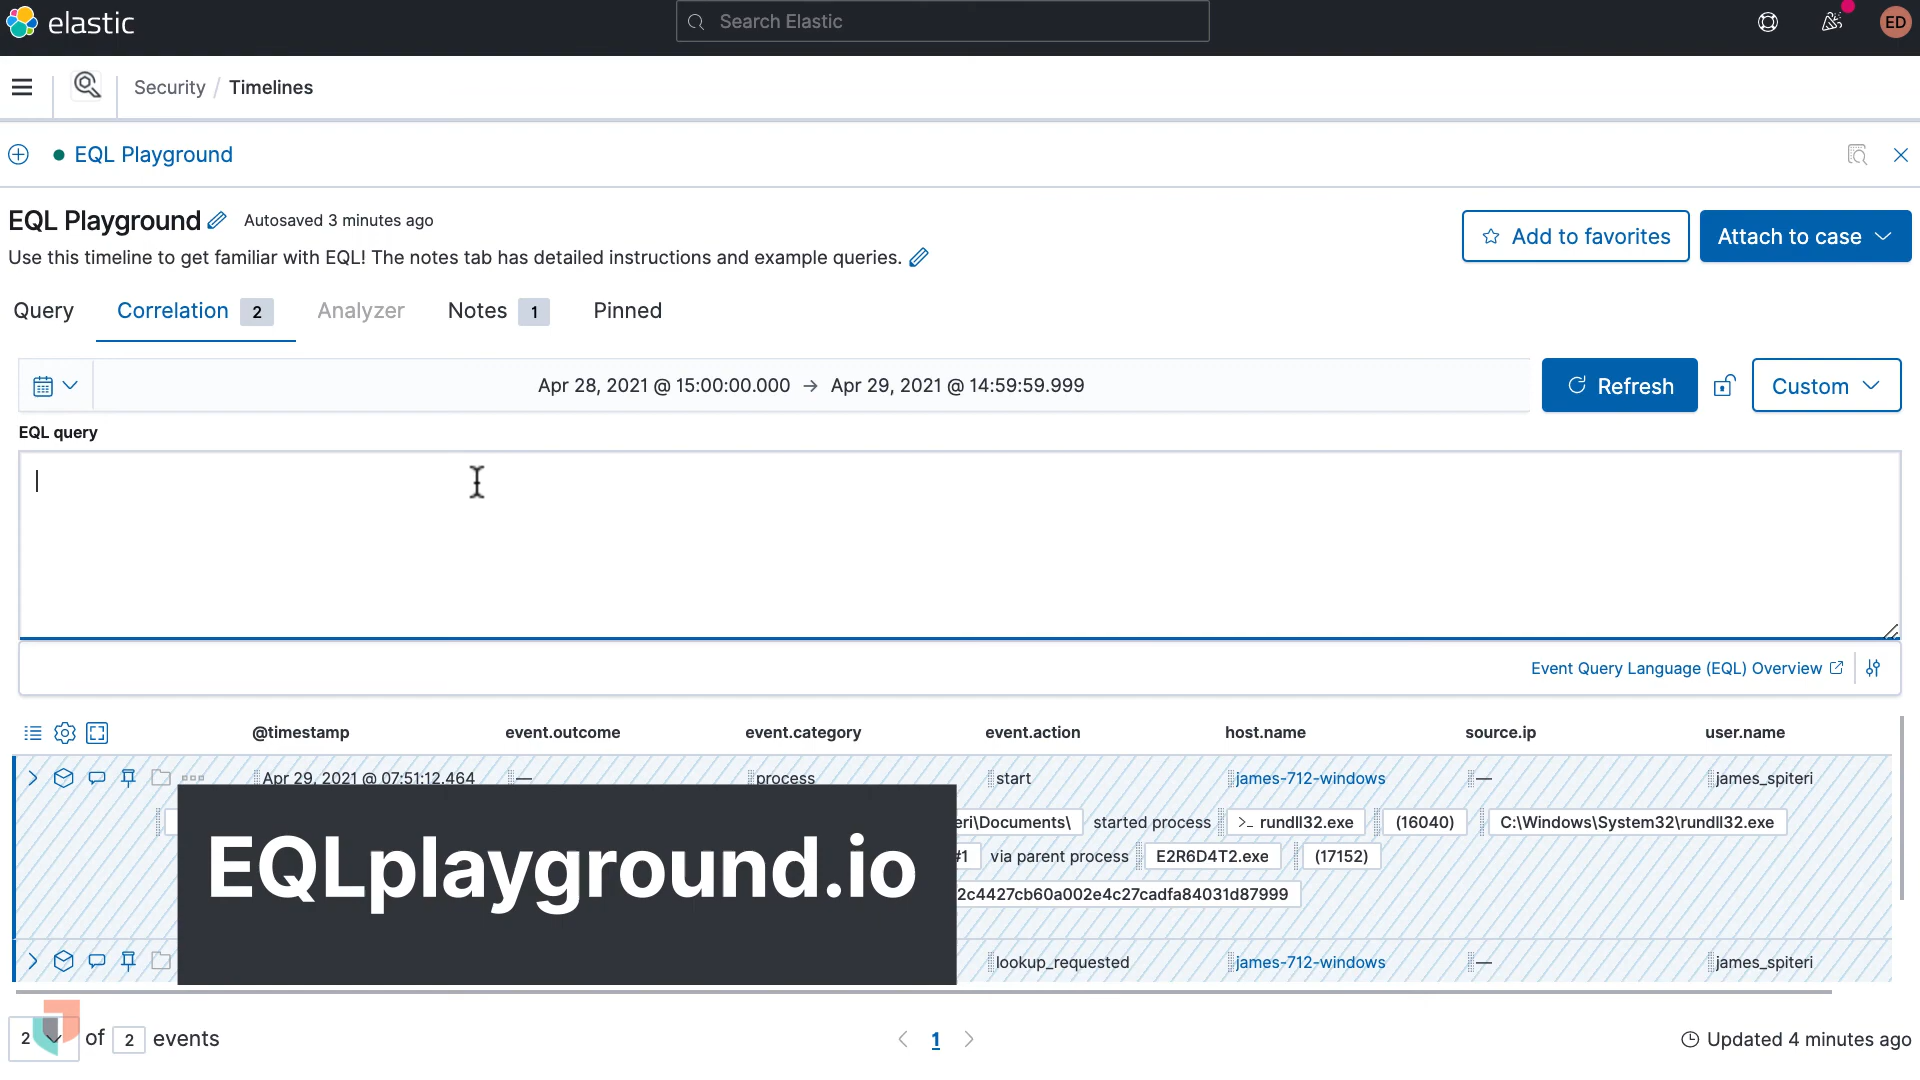 elastic
Search Elastic
ED
Security / Timelines
EQL Playground
EQL Playground Autosaved 3 minutes ago
Use this timeline to get familiar with EQL! The notes tab has detailed instructions and example queries.
Add to favorites
Attach to case
Query Correlation 2 Analyzer Notes 1 Pinned
Apr 28, 2021 @ 15:00:00.000 → Apr 29, 2021 @ 14:59:59.999
Refresh
Custom
EQL query
Event Query Language (EQL) Overview
@timestamp event.outcome event.category event.action host.name source.ip user.name
Apr 29, 2021 @ 07:51:12.464 — process start james-712-windows — james_spiteri
eri\Documents\ started process >_ rundll32.exe (16040) C:\Windows\System32\rundll32.exe
#1 via parent process E2R6D4T2.exe (17152)
2c4427cb60a002e4c27cadfa84031d87999
EQLplayground.io
lookup_requested james-712-windows — james_spiteri
2 of 2 events
1
Updated 4 minutes ago